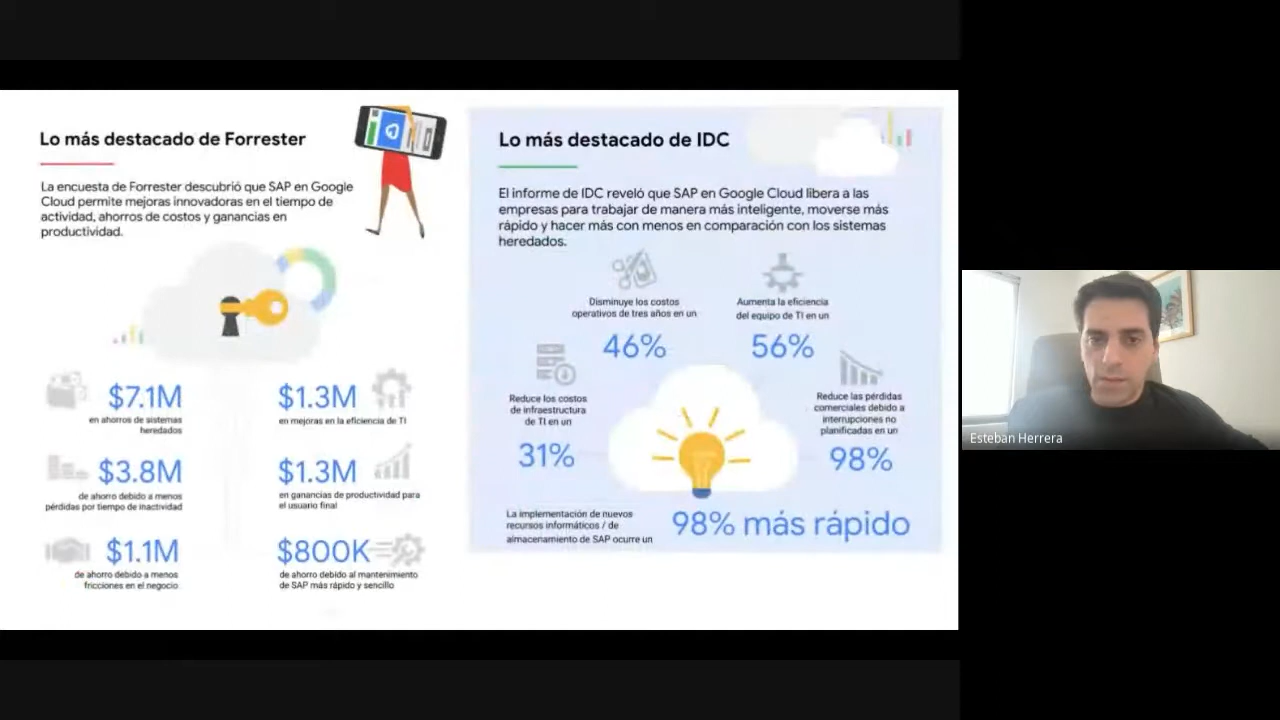 Lo más destacado de Forrester
La encuesta de Forrester descubrió que SAP en Google
Cloud permite mejoras innovadoras en el tiempo de
actividad, ahorros de costos y ganancias en
productividad.
$7.1M
en ahorros de sistemas
heredados
$1.3M
en mejoras en la eficiencia de TI
$3.8M
de ahorro debido a menos
pérdidas por tiempo de inactividad
$1.3M
en ganancias de productividad para
el usuario final
$1.1M
de ahorro debido a menos
fricciones en el negocio
$800K
de ahorro debido al mantenimiento
de SAP más rápido y sencillo
Lo más destacado de IDC
El informe de IDC reveló que SAP en Google Cloud libera a las
empresas para trabajar de manera más inteligente, moverse más
rápido y hacer más con menos en comparación con los sistemas
heredados.
Disminuye los costos
operativos de tres años en un
46%
Aumenta la eficiencia
del equipo de TI en un
56%
Reduce los costos
de infraestructura
de TI en un
31%
Reduce las pérdidas
comerciales debido a
interrupciones no
planificadas en un
98%
La implementación de nuevos
recursos informáticos / de
almacenamiento de SAP ocurre un
98% más rápido
Esteban Herrera